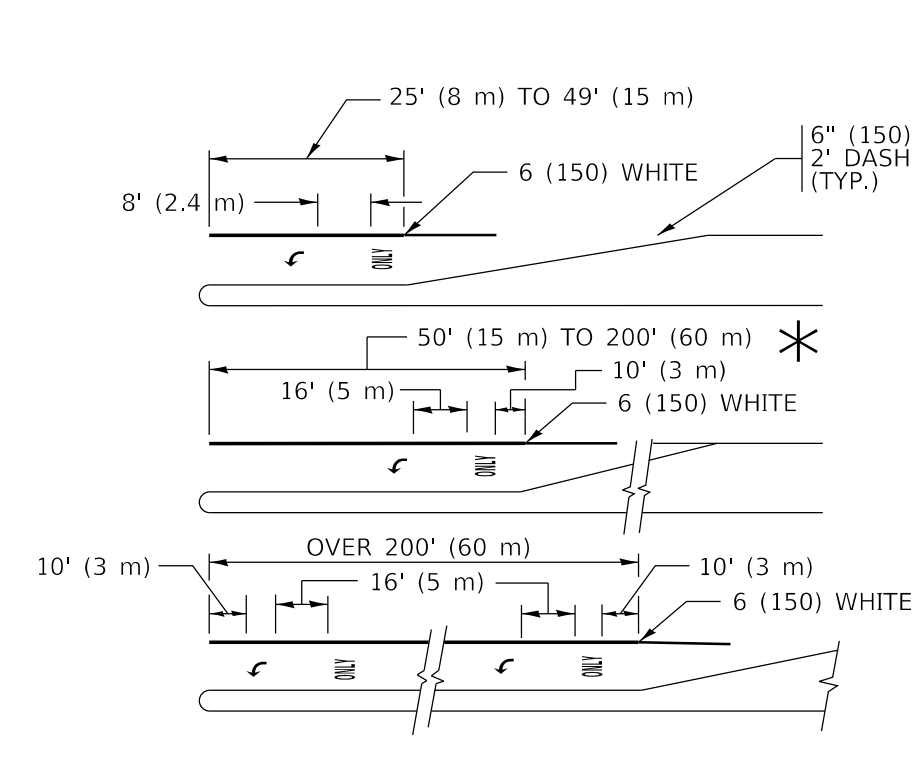 25' (8 m) TO 49' (15 m)
6" (150)
2' DASH
(TYP.)
6 (150) WHITE
8' (2.4 m)
ONLY
50' (15 m) TO 200' (60 m)
10' (3 m)
16' (5 m)
6 (150) WHITE
ONLY
OVER 200' (60 m)
10' (3 m)
16' (5 m)
10' (3 m)
6 (150) WHITE
ONLY
ONLY